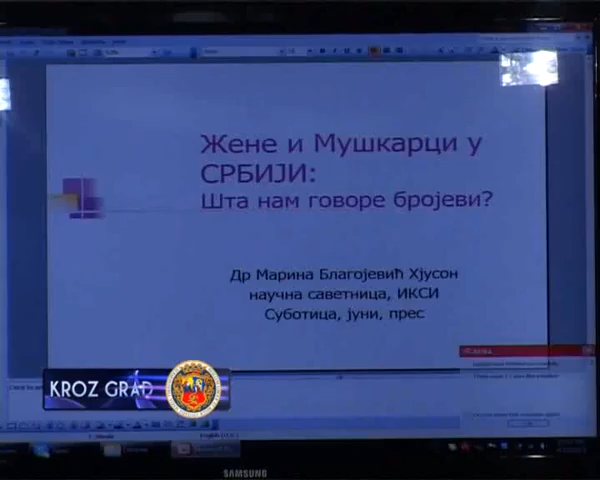 Жене и Мушкарци у
СРБИЈИ:
Шта нам говоре бројеви?
Др Марина Благојевић Хјусон
научна саветница, ИКСИ
Суботица, јуни, прес
KROZ GRAD
SAMSUNG